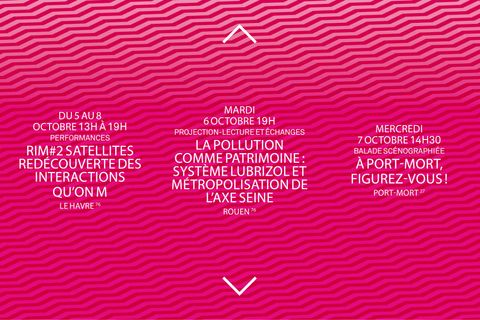 DU 5 AU 8
OCTOBRE 13H À 19H
PERFORMANCES
RIM#2 SATELLITES
REDÉCOUVERTE DES
INTERACTIONS
QU'ON M
LE HAVRE 76
MARDI
6 OCTOBRE 19H
PROJECTION-LECTURE ET ÉCHANGES
LA POLLUTION
COMME PATRIMOINE :
SYSTÈME LUBRIZOL ET
MÉTROPOLISATION DE
L'AXE SEINE
ROUEN 76
MERCREDI
7 OCTOBRE 14H30
BALADE SCÉNOGRAPHIÉE
À PORT-MORT,
FIGUREZ-VOUS !
PORT-MORT 27